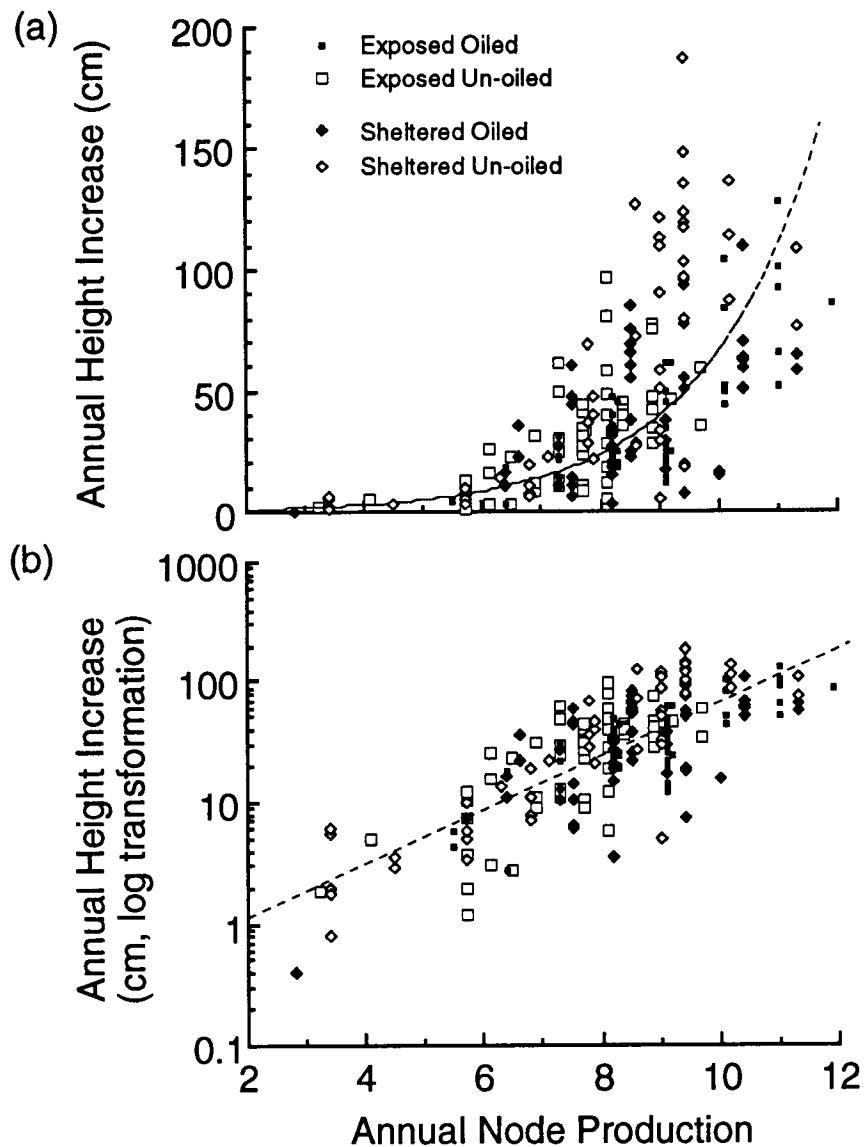 (a)
Annual Height Increase (cm)
200
150
100
50
0
Exposed Oiled
Exposed Un-oiled
Sheltered Oiled
Sheltered Un-oiled
(b)
Annual Height Increase
(cm, log transformation)
1000
100
10
1
0.1
2
4
6
8
10
12
Annual Node Production